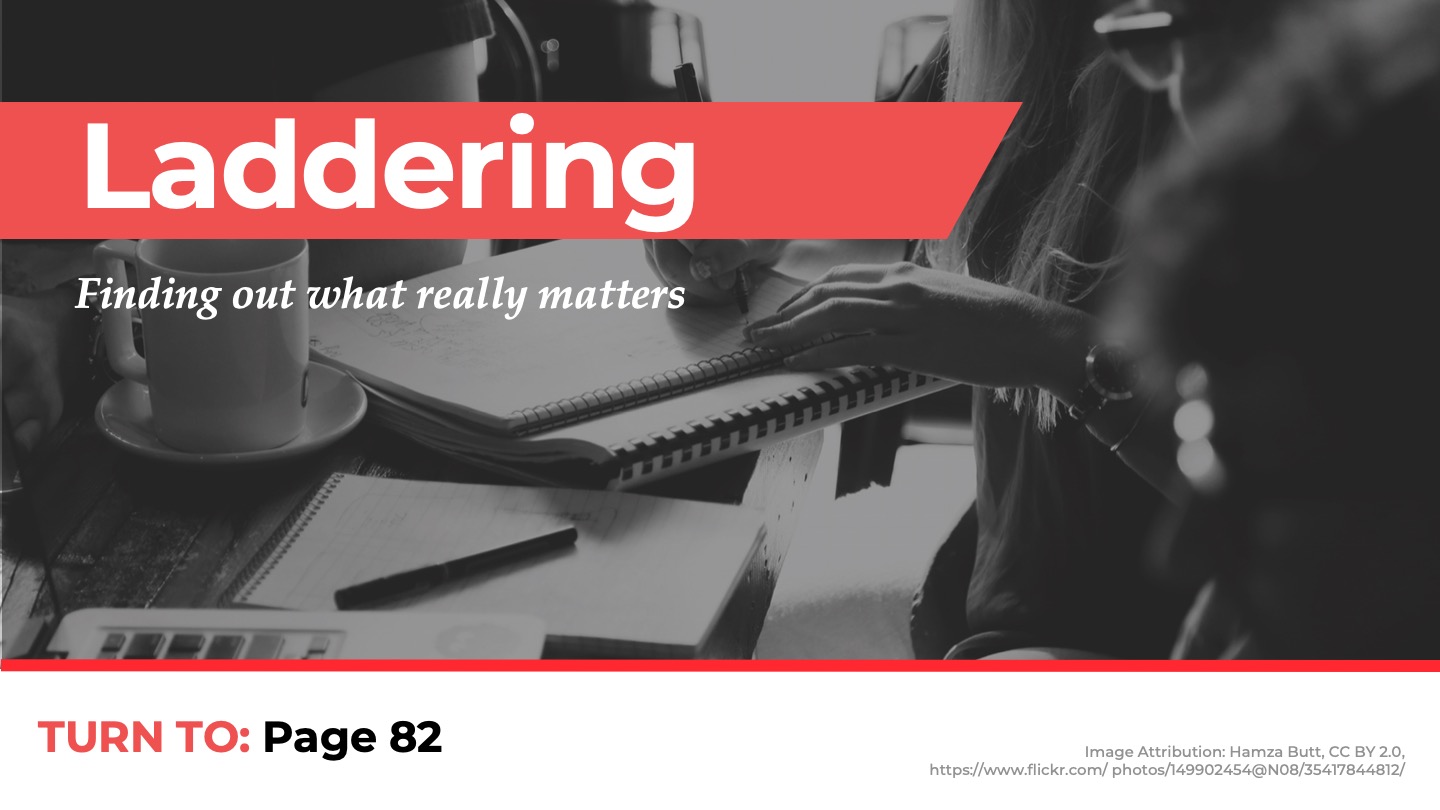 Laddering
Finding out what really matters
TURN TO: Page 82
Image Attribution: Hamza Butt, CC BY 2.0,
https://www.flickr.com/ photos/149902454@N08/35417844812/